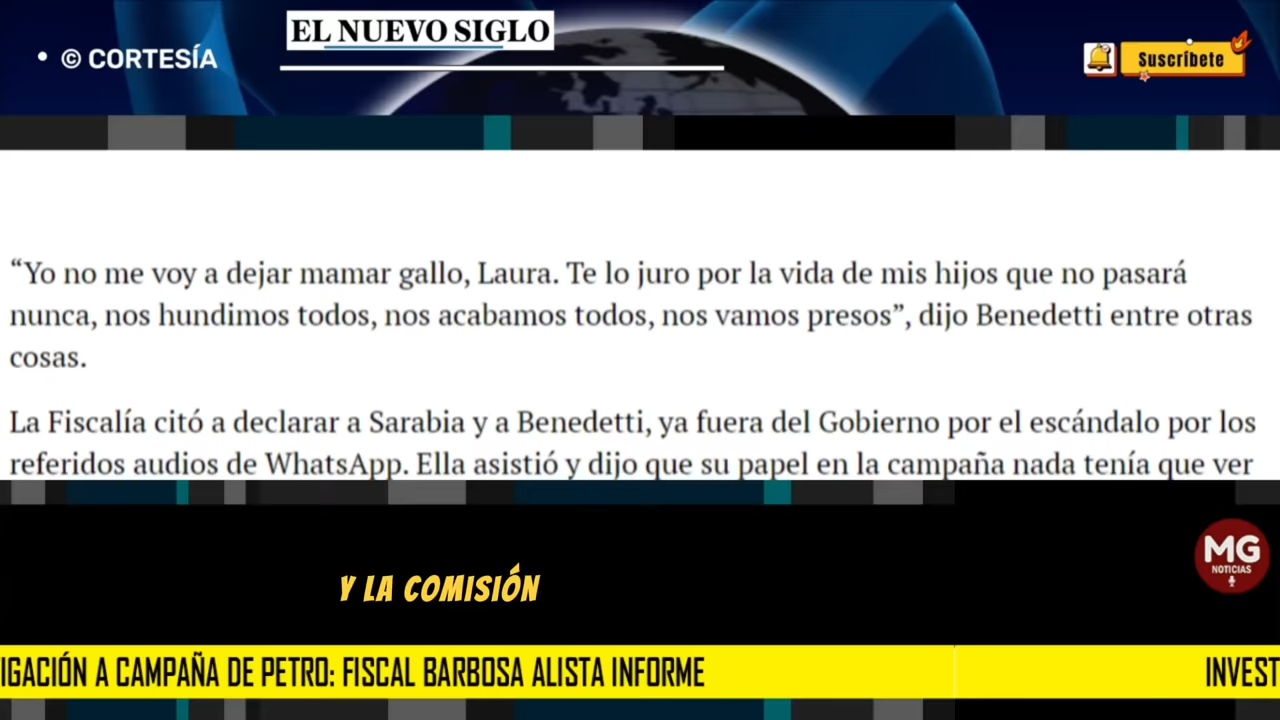 EL NUEVO SIGLO
• © CORTESÍA
Suscríbete
“Yo no me voy a dejar mamar gallo, Laura. Te lo juro por la vida de mis hijos que no pasará
nunca, nos hundimos todos, nos acabamos todos, nos vamos presos”, dijo Benedetti entre otras
cosas.
La Fiscalía citó a declarar a Sarabia y a Benedetti, ya fuera del Gobierno por el escándalo por los
referidos audios de WhatsApp. Ella asistió y dijo que su papel en la campaña nada tenía que ver
MG
NOTICIAS
Y LA COMISIÓN
IGACIÓN A CAMPAÑA DE PETRO: FISCAL BARBOSA ALISTA INFORME
INVEST